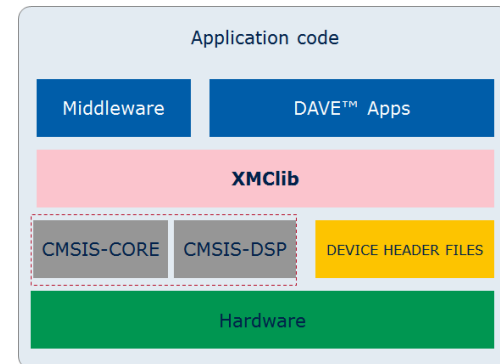 Application code
Middleware
DAVE™ Apps
XMClib
CMSIS-CORE
CMSIS-DSP
DEVICE HEADER FILES
Hardware